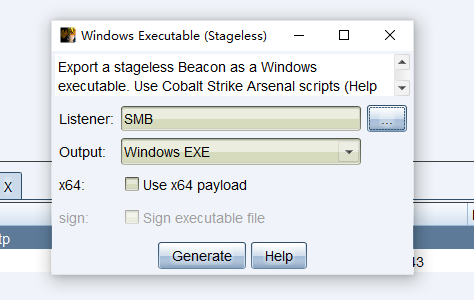 Windows Executable (Stageless)
Export a stageless Beacon as a Windows
executable. Use Cobalt Strike Arsenal scripts (Help
Listener: SMB ...
Output: Windows EXE
X
x64: Use x64 payload
sign: Sign executable file
tp
43
Generate Help